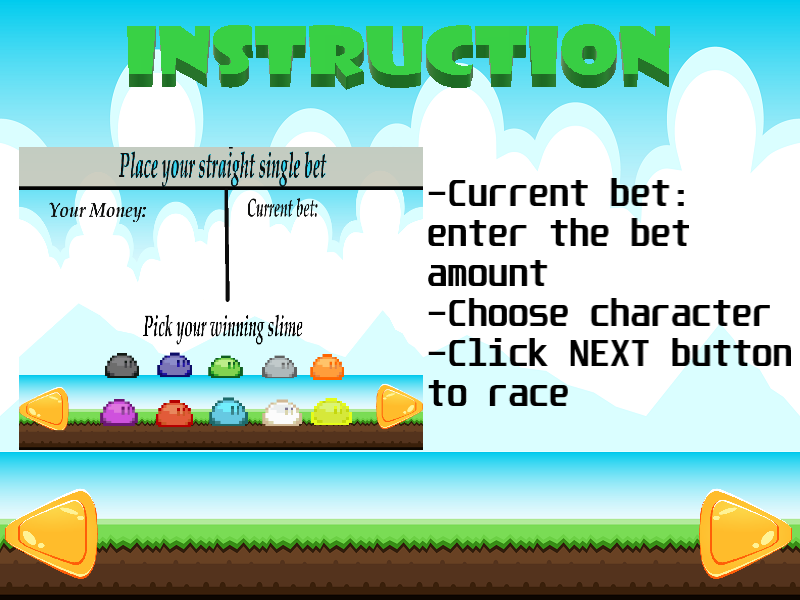 INSTRUCTION
Place your straight single bet
Your Money:
Current bet:
Pick your winning slime
-Current bet:
enter the bet
amount
-Choose character
-Click NEXT button
to race